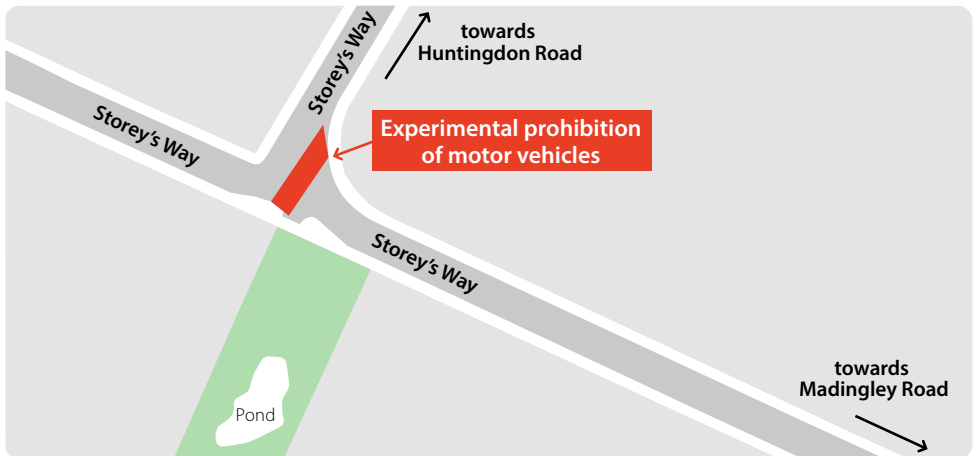 towards
Huntingdon Road
Storey's Way
Storey's Way
Experimental prohibition
of motor vehicles
Storey's Way
towards
Madingley Road
Pond